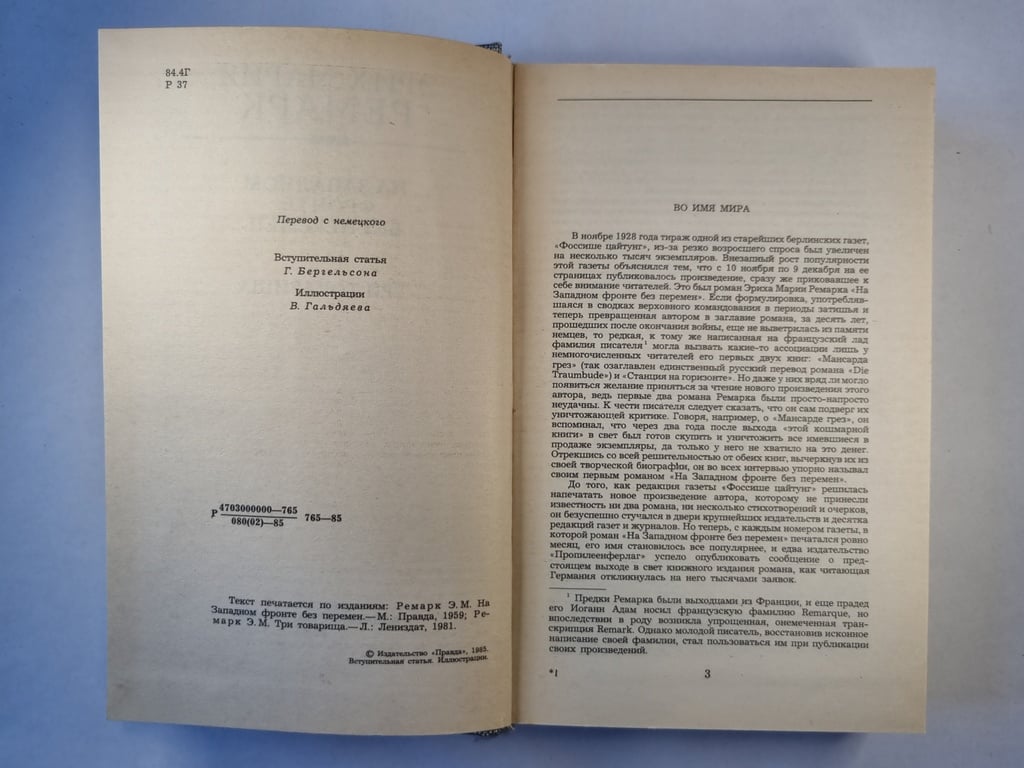 84.4Г
Р 37
Перевод с немецкого
Вступительная статья
Г. Бергельсона
Иллюстрации
В. Гальдяева
Р 4703000000—765
080(02)—85 765—85
Текст печатается по изданиям: Ремарк Э. М. На
Западном фронте без перемен.—М.: Правда, 1959; Ре-
марк Э. М. Три товарища.—Л.: Лениздат, 1981.
© Издательство «Правда», 1985.
Вступительная статья. Иллюстрации.
ВО ИМЯ МИРА
В ноябре 1928 года тираж одной из старейших берлинских газет,
«Фоссише цайтунг», из-за резко возросшего спроса был увеличен
на несколько тысяч экземпляров. Внезапный рост популярности
этой газеты объяснялся тем, что с 10 ноября по 9 декабря на ее
страницах публиковалось произведение, сразу же приковавшее к
себе внимание читателей. Это был роман Эриха Марии Ремарка «На
Западном фронте без перемен». Если формулировка, употребляв-
шаяся в сводках верховного командования в периоды затишья и
теперь превращенная автором в заглавие романа, за десять лет,
прошедших после окончания войны, еще не выветрилась из памяти
немцев, то редкая, к тому же написанная на французский лад
фамилия писателя¹ могла вызвать какие-то ассоциации лишь у
немногочисленных читателей его первых двух книг: «Мансарда
грез» (так озаглавлен единственный русский перевод романа «Die
Traumbude») и «Станция на горизонте». Но даже у них вряд ли могло
появиться желание приняться за чтение нового произведения этого
автора, ведь первые два романа Ремарка были просто-напросто
неудачны. К чести писателя следует сказать, что он сам подверг их
уничтожающей критике. Говоря, например, о «Мансарде грез», он
вспоминал, что через два года после выхода «этой кошмарной
книги» в свет был готов скупить и уничтожить все имевшиеся в
продаже экземпляры, да только у него не хватило на это денег.
Отрекшись со всей решительностью от обеих книг, вычеркнув их из
своей творческой биографии, он во всех интервью упорно называл
своим первым романом «На Западном фронте без перемен».
До того, как редакция газеты «Фоссише цайтунг» решилась
напечатать новое произведение автора, которому не принесли
известность ни два романа, ни несколько стихотворений и очерков,
он безуспешно стучался в двери крупнейших издательств и десятка
редакций газет и журналов. Но теперь, с каждым номером газеты, в
которой роман «На Западном фронте без перемен» печатался ровно
месяц, его имя становилось все популярнее, и едва издательство
«Пропилеенферлаг» успело опубликовать сообщение о пред-
стоящем выходе в свет книжного издания романа, как читающая
Германия откликнулась на него тысячами заявок.
¹ Предки Ремарка были выходцами из Франции, и еще прадед
его Иоганн Адам носил французскую фамилию Remarque, но
впоследствии в роду возникла упрощенная, онемеченная тран-
скрипция Remark. Однако молодой писатель, восстановив исконное
написание своей фамилии, стал пользоваться им при публикации
своих произведений.
*1 3